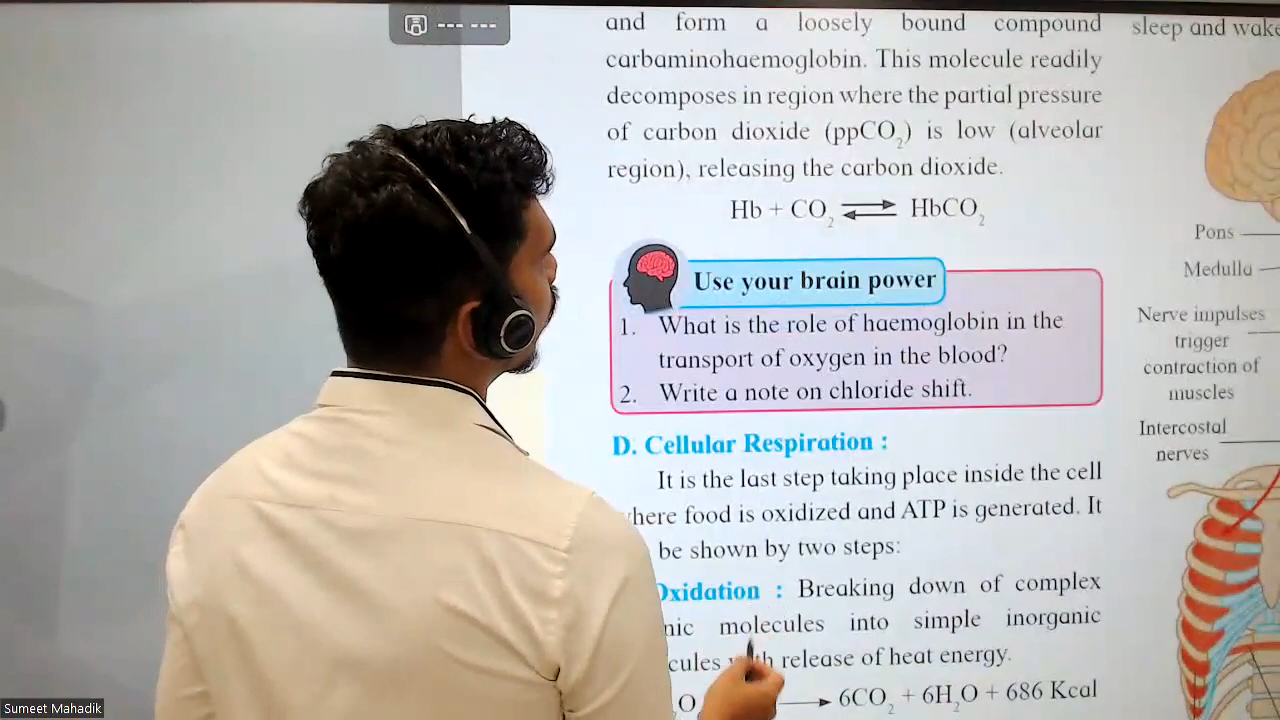 and form a loosely bound compound
carbaminohaemoglobin. This molecule readily
decomposes in region where the partial pressure
of carbon dioxide (ppCO₂) is low (alveolar
region), releasing the carbon dioxide.
Hb + CO₂ ⇌ HbCO₂
Use your brain power
1. What is the role of haemoglobin in the
transport of oxygen in the blood?
2. Write a note on chloride shift.
D. Cellular Respiration :
It is the last step taking place inside the cell
food is oxidized and ATP is generated. It
be shown by two steps:
Oxidation : Breaking down of complex
molecules into simple inorganic
release of heat energy.
→ 6CO₂ + 6H₂O + 686 Kcal
sleep and
Pons
Medulla
Nerve impulses
trigger
contraction of
muscles
Intercostal
nerves
Sumeet Mahadik